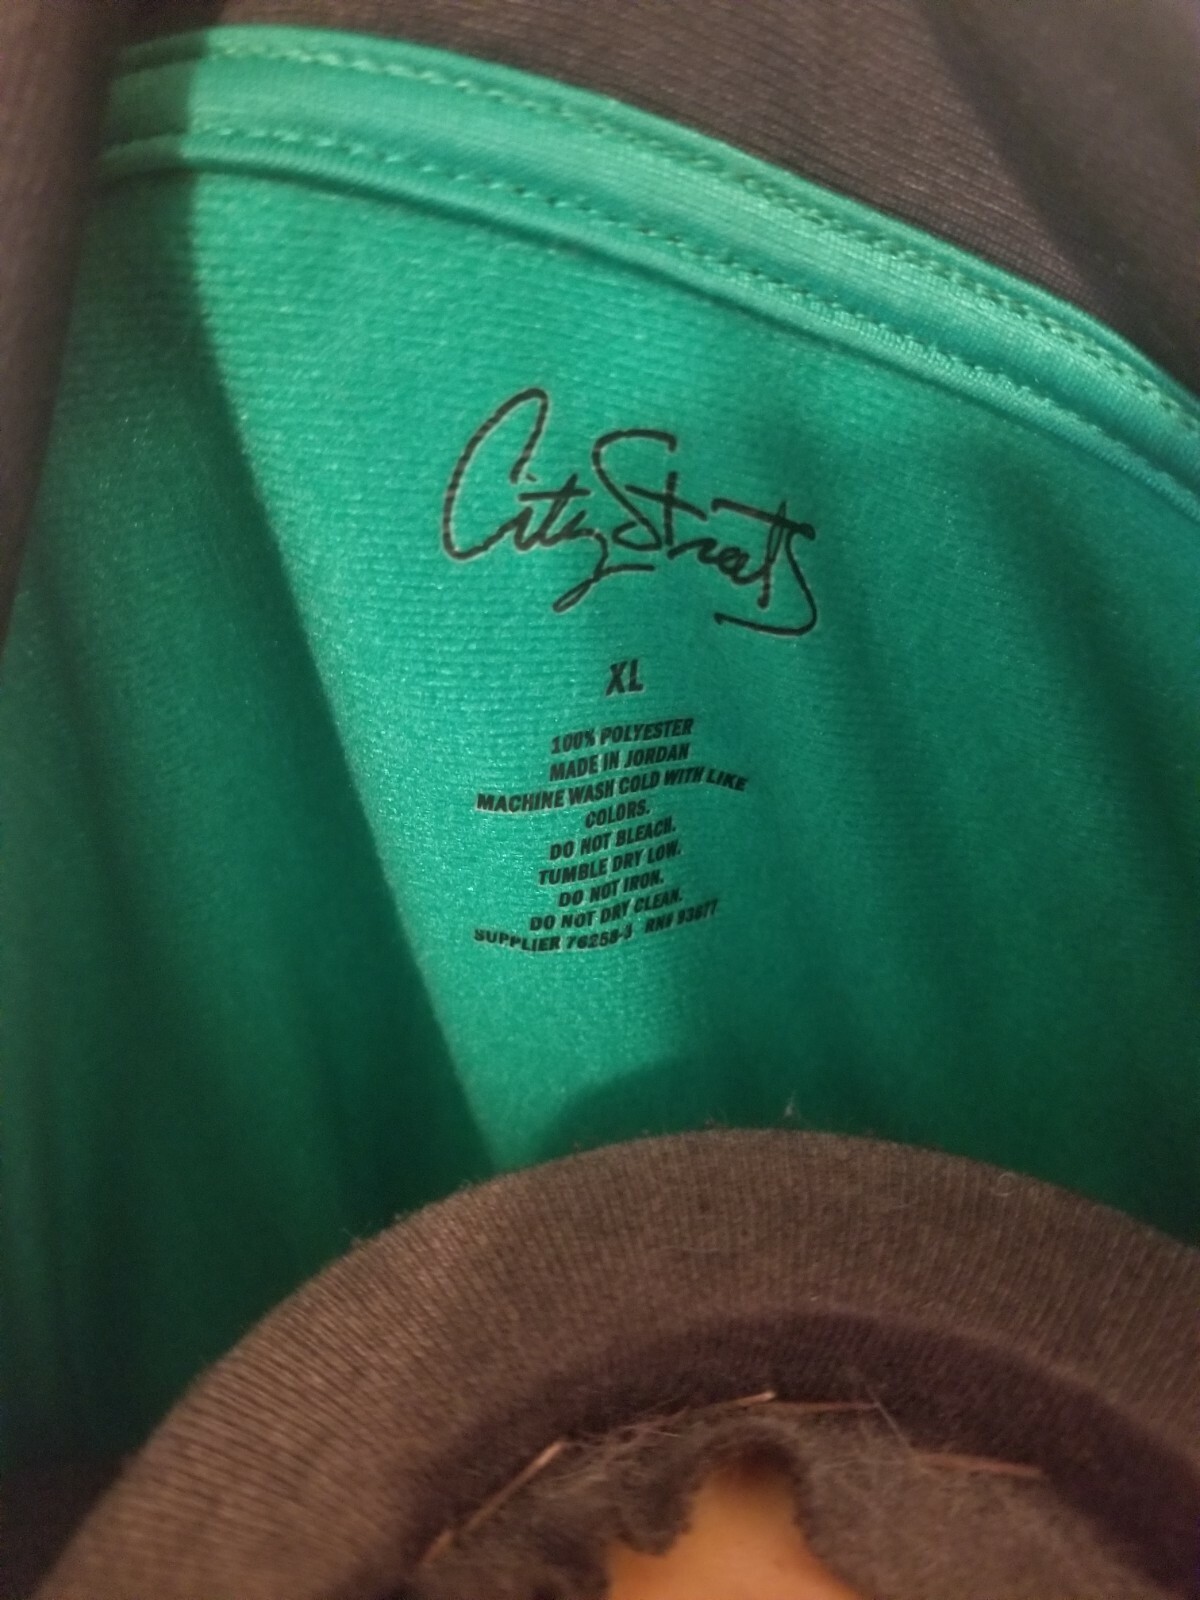 City Streets
XL
100% POLYESTER
MADE IN JORDAN
MACHINE WASH COLD WITH LIKE
COLORS.
DO NOT BLEACH.
TUMBLE DRY LOW.
DO NOT IRON.
DO NOT DRY CLEAN.
SUPPLIER 76258-3 RN# 93677